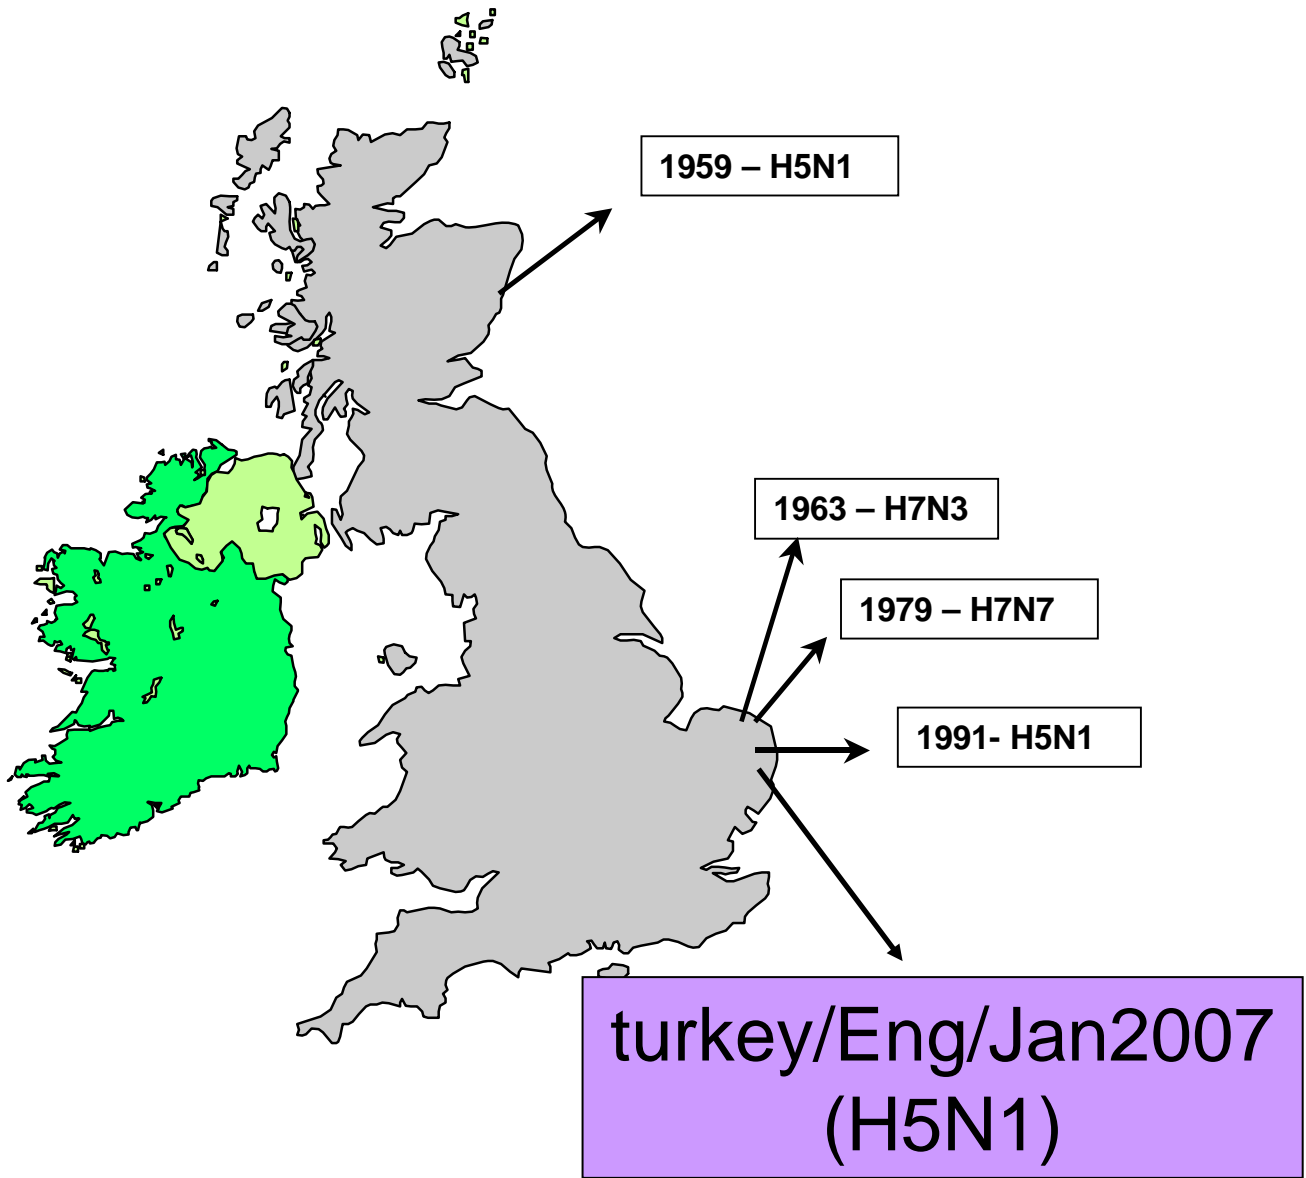 1959 – H5N1
1963 – H7N3
1979 – H7N7
1991- H5N1
turkey/Eng/Jan2007
(H5N1)